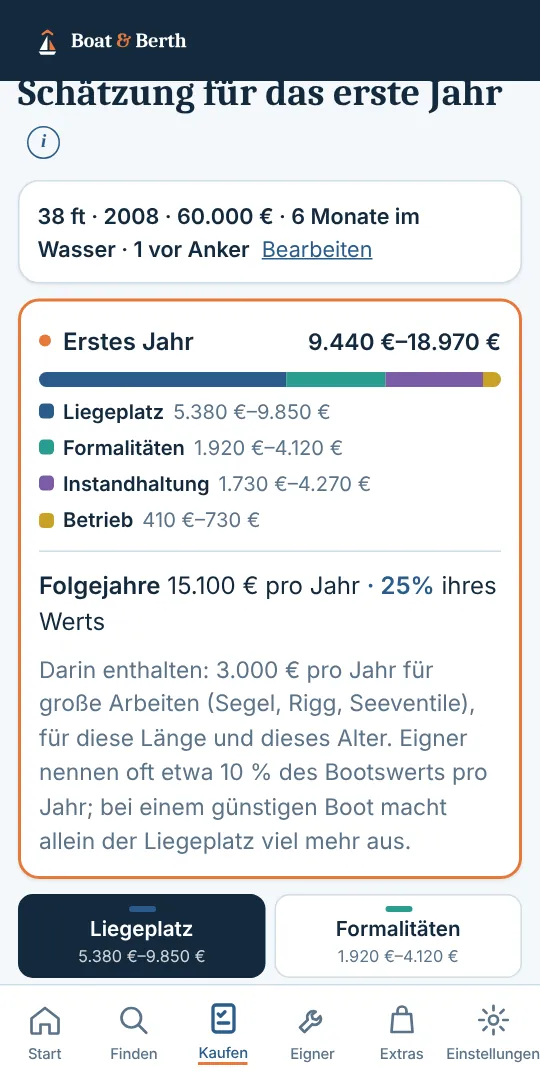 Boat & Berth
Schätzung für das erste Jahr
i
38 ft · 2008 · 60.000 € · 6 Monate im
Wasser · 1 vor Anker Bearbeiten
Erstes Jahr 9.440 €–18.970 €
Liegeplatz 5.380 €–9.850 €
Formalitäten 1.920 €–4.120 €
Instandhaltung 1.730 €–4.270 €
Betrieb 410 €–730 €
Folgejahre 15.100 € pro Jahr · 25% ihres
Werts
Darin enthalten: 3.000 € pro Jahr für
große Arbeiten (Segel, Rigg, Seeventile),
für diese Länge und dieses Alter. Eigner
nennen oft etwa 10 % des Bootswerts pro
Jahr; bei einem günstigen Boot macht
allein der Liegeplatz viel mehr aus.
Liegeplatz Formalitäten
5.380 €–9.850 € 1.920 €–4.120 €
Start Finden Kaufen Eigner Extras Einstellungen